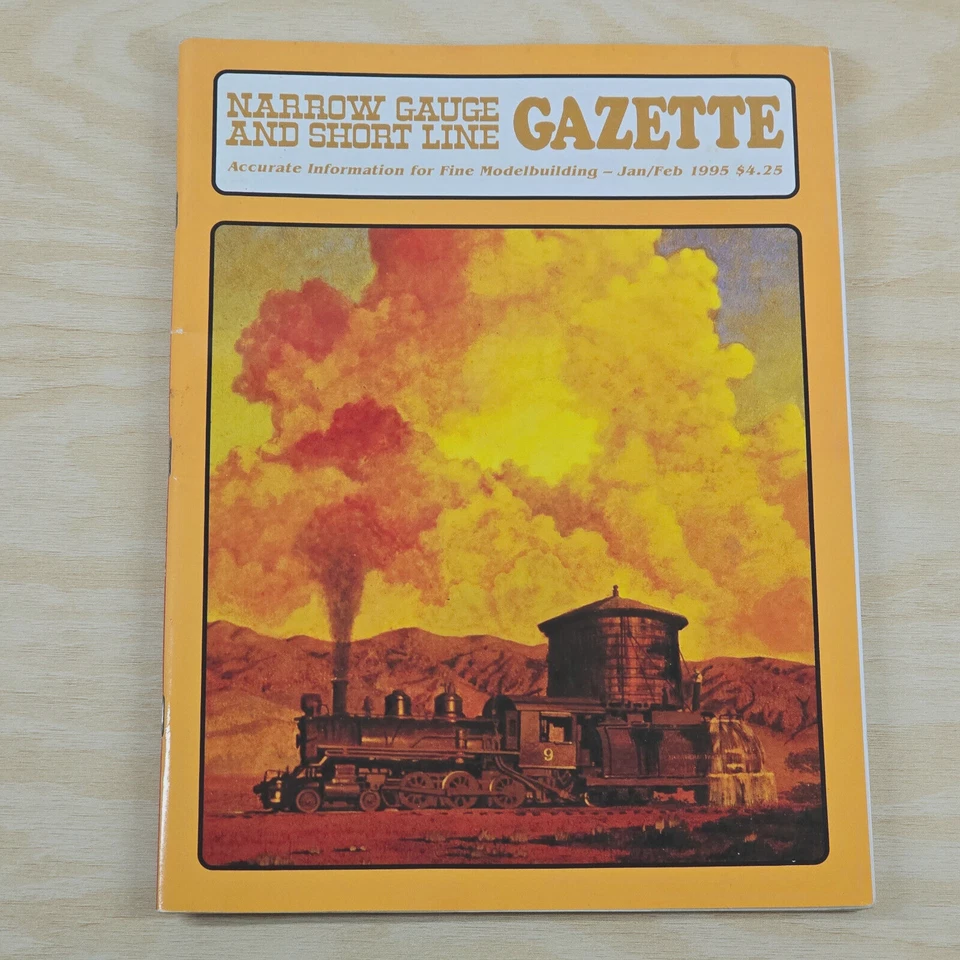 NARROW GAUGE
AND SHORT LINE
GAZETTE
Accurate Information for Fine Modelbuilding – Jan/Feb 1995 $4.25
9